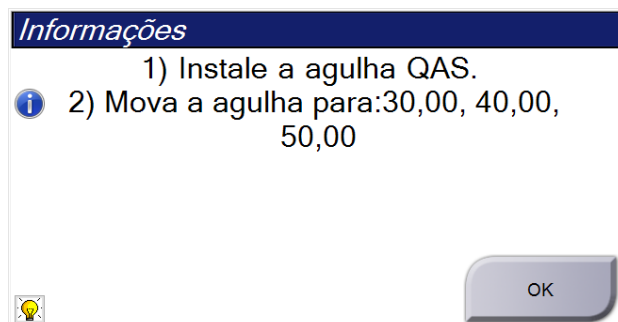 Informações
1) Instale a agulha QAS.
2) Mova a agulha para:30,00, 40,00,
50,00
OK